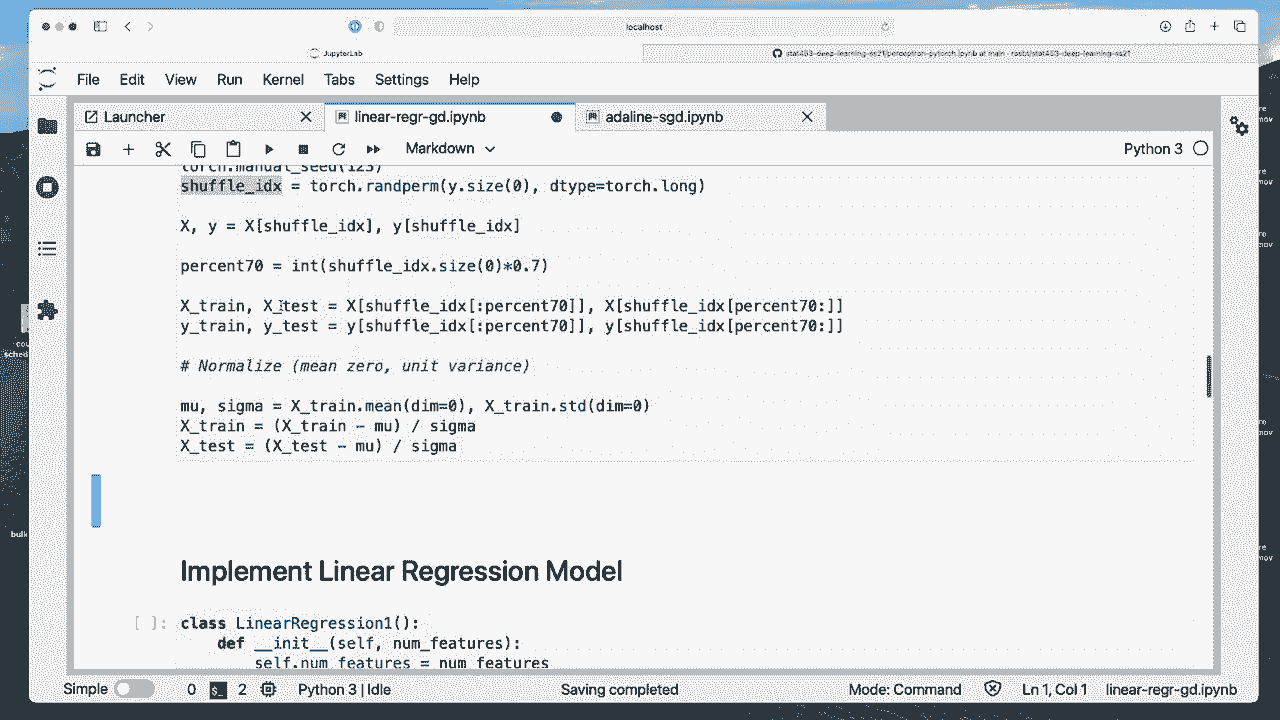 localhost
JupyterLab
stat453-deep-learning-ss21/perceptron-pytorch.ipynb at main · rasbt/stat453-deep-learning-ss21
File Edit View Run Kernel Tabs Settings Help
Launcher
linear-regr-gd.ipynb
adaline-sgd.ipynb
Markdown
Python 3
torch.manual_seed(123)
shuffle_idx = torch.randperm(y.size(0), dtype=torch.long)
X, y = X[shuffle_idx], y[shuffle_idx]
percent70 = int(shuffle_idx.size(0)*0.7)
X_train, X_test = X[shuffle_idx[:percent70]], X[shuffle_idx[percent70:]]
y_train, y_test = y[shuffle_idx[:percent70]], y[shuffle_idx[percent70:]]
# Normalize (mean zero, unit variance)
mu, sigma = X_train.mean(dim=0), X_train.std(dim=0)
X_train = (X_train - mu) / sigma
X_test = (X_test - mu) / sigma
Implement Linear Regression Model
[ ]: class LinearRegression1():
def __init__(self, num_features):
self.num_features = num_features
Simple 0 2 Python 3 | Idle Saving completed Mode: Command Ln 1, Col 1 linear-regr-gd.ipynb